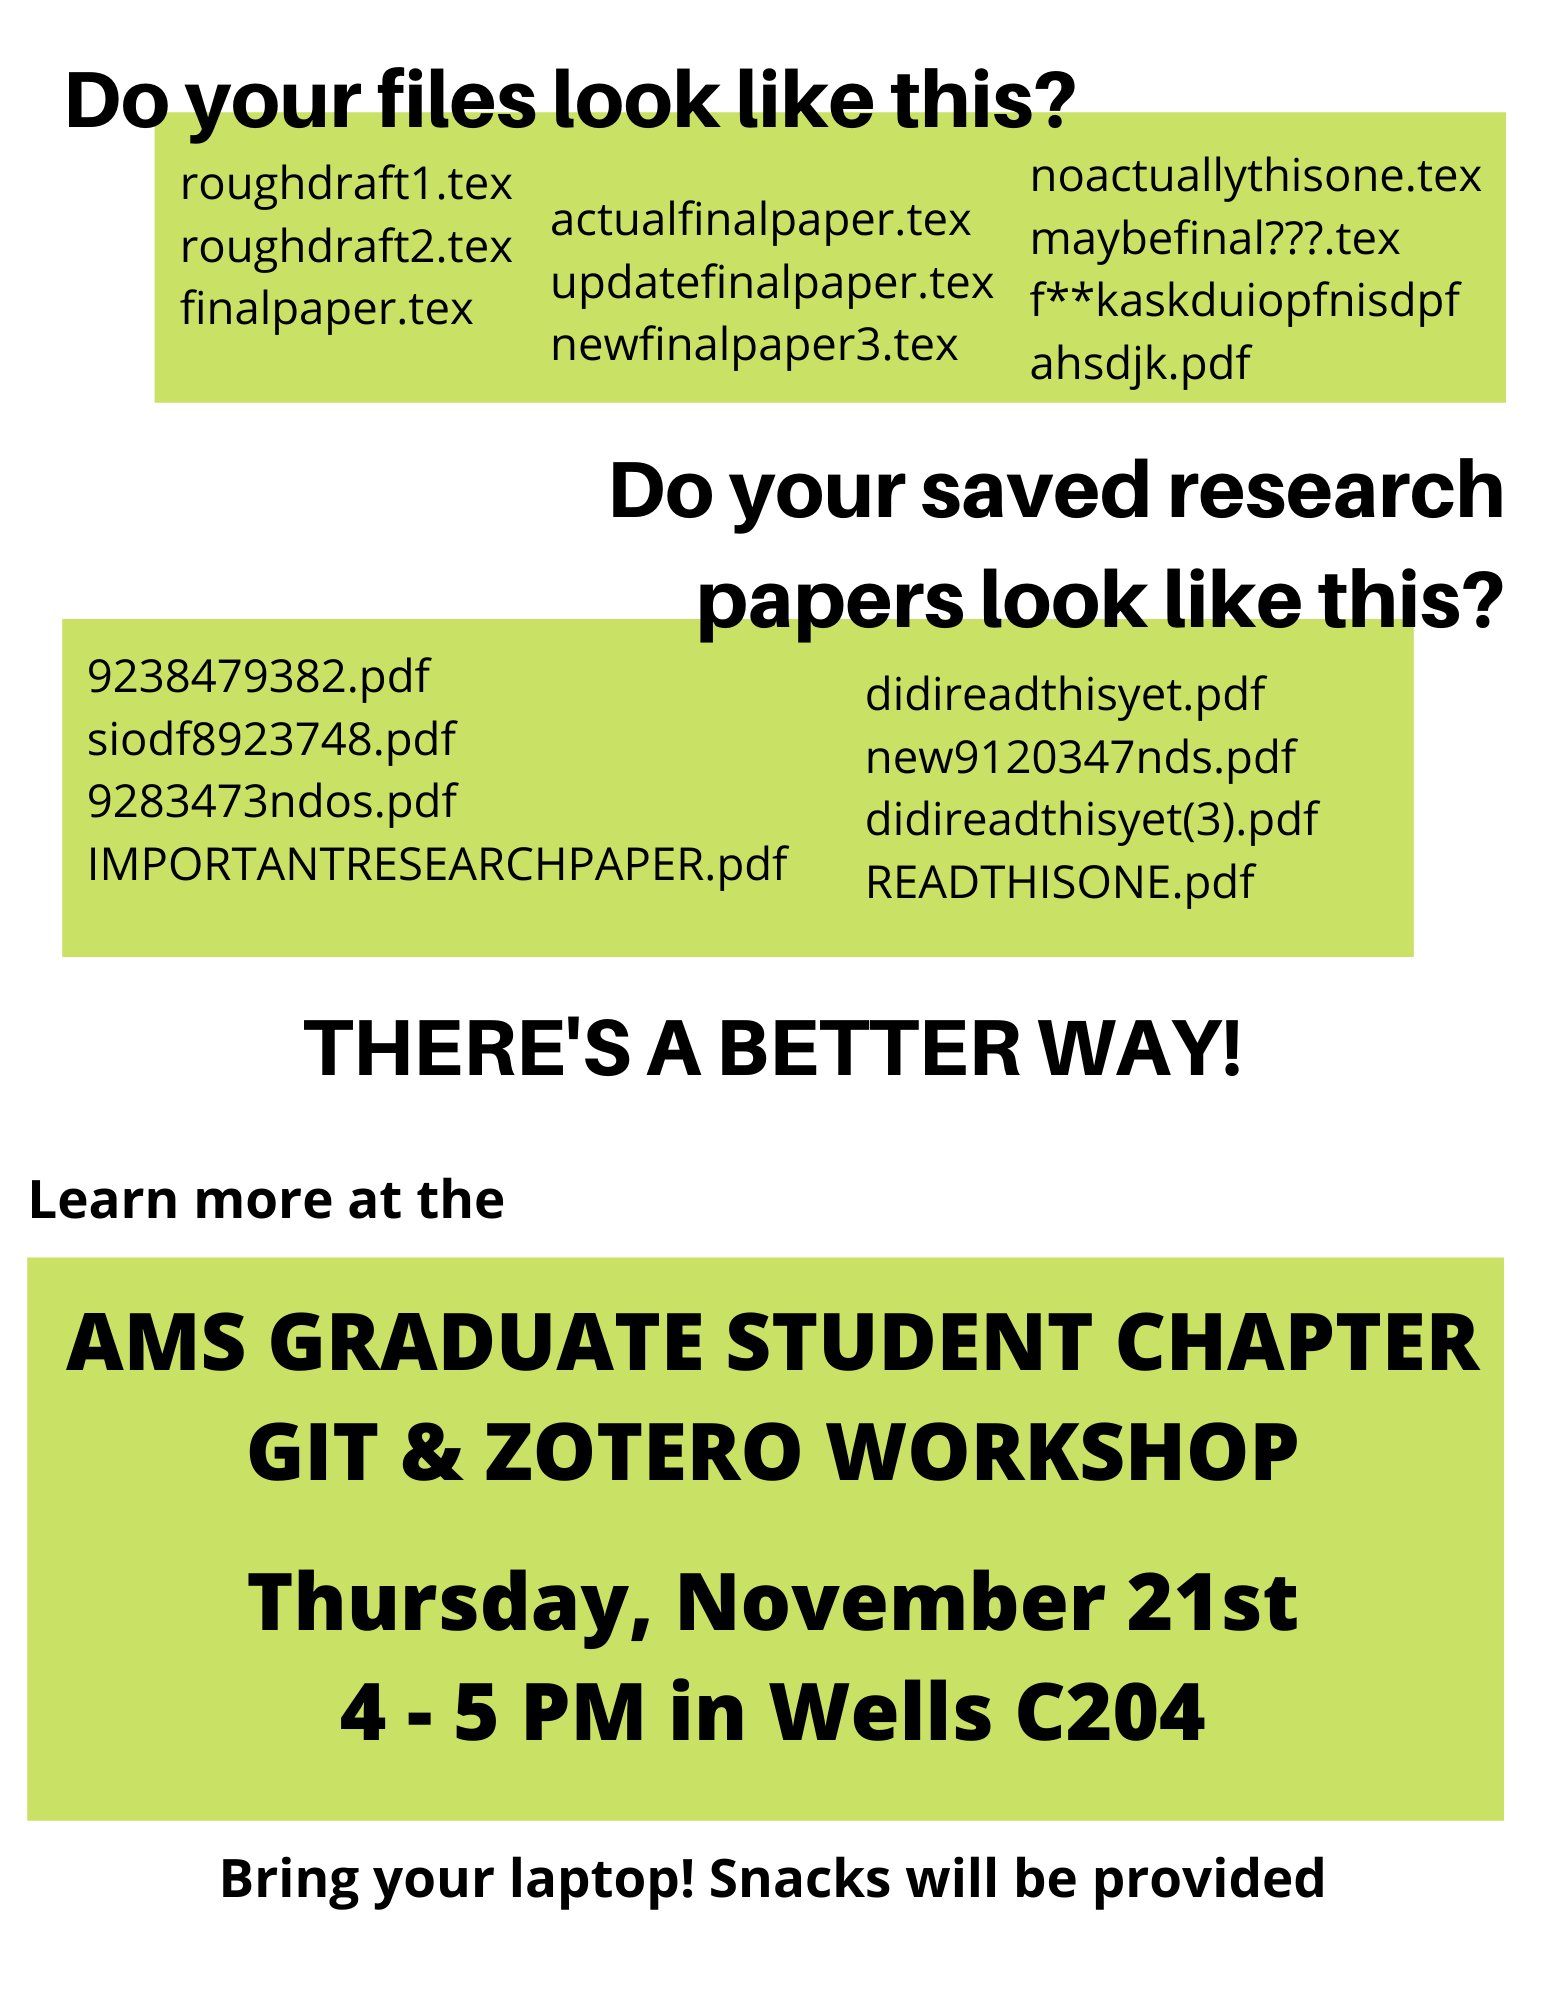 Do your files look like this?
roughdraft1.tex
roughdraft2.tex
finalpaper.tex
actualfinalpaper.tex
updatefinalpaper.tex
newfinalpaper3.tex
noactuallythisone.tex
maybefinal???.tex
f**kaskduiopfnisdpf
ahsdjk.pdf
Do your saved research
papers look like this?
9238479382.pdf
siodf8923748.pdf
9283473ndos.pdf
IMPORTANTRESEARCHPAPER.pdf
didireadthisyet.pdf
new9120347nds.pdf
didireadthisyet(3).pdf
READTHISONE.pdf
THERE'S A BETTER WAY!
Learn more at the
AMS GRADUATE STUDENT CHAPTER
GIT & ZOTERO WORKSHOP
Thursday, November 21st
4 - 5 PM in Wells C204
Bring your laptop! Snacks will be provided